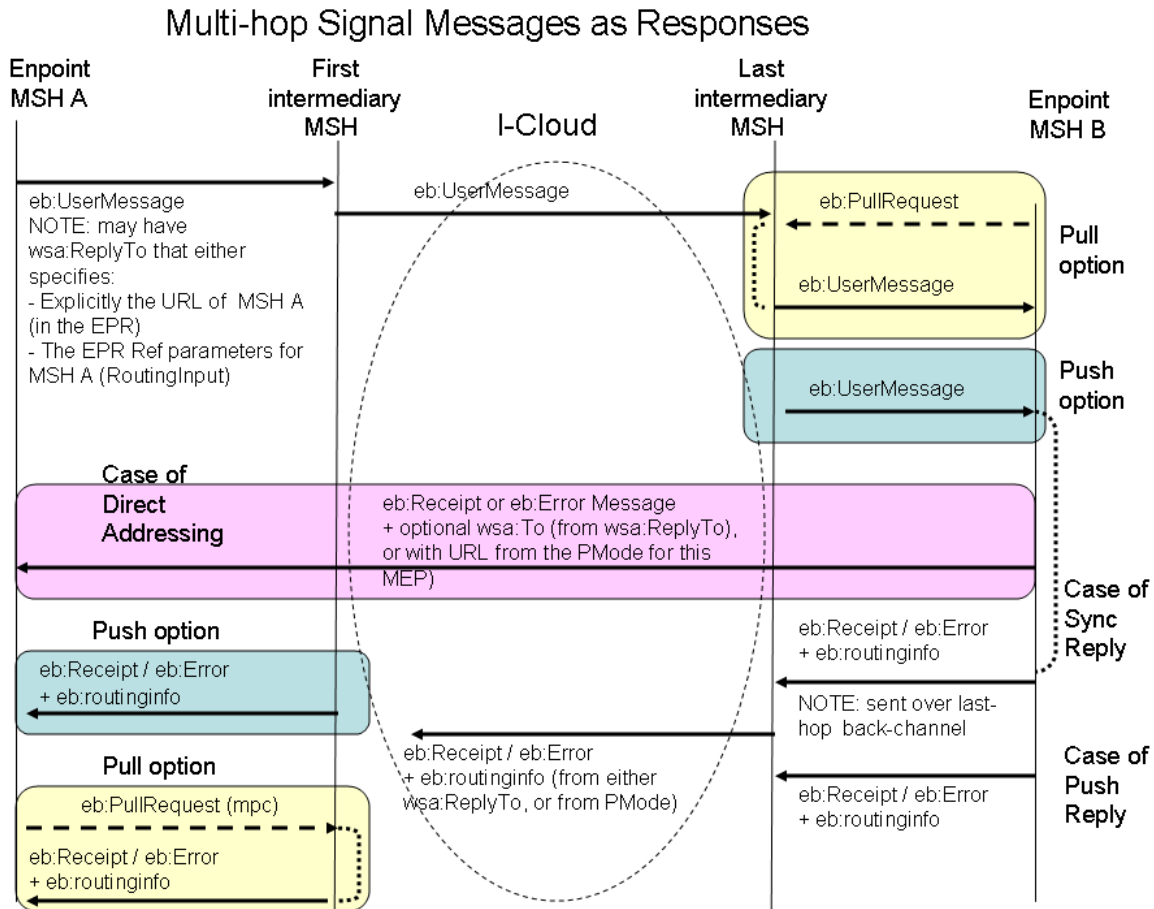 Multi-hop Signal Messages as Responses
Enpoint
MSH A
First
intermediary
MSH
I-Cloud
Last
intermediary
MSH
Enpoint
MSH B
eb:UserMessage
NOTE: may have
wsa:ReplyTo that either
specifies:
- Explicitly the URL of MSH A
(in the EPR)
- The EPR Ref parameters for
MSH A (RoutingInput)
eb:UserMessage
eb:PullRequest
eb:UserMessage
Pull
option
eb:UserMessage
Push
option
Case of
Direct
Addressing
eb:Receipt or eb:Error Message
+ optional wsa:To (from wsa:ReplyTo),
or with URL from the PMode for this
MEP)
Case of
Sync
Reply
eb:Receipt / eb:Error
+ eb:routinginfo
NOTE: sent over last-
hop back-channel
Push option
eb:Receipt / eb:Error
+ eb:routinginfo
eb:Receipt / eb:Error
+ eb:routinginfo (from either
wsa:ReplyTo, or from PMode)
Case of
Push
Reply
eb:Receipt / eb:Error
+ eb:routinginfo
Pull option
eb:PullRequest (mpc)
eb:Receipt / eb:Error
+ eb:routinginfo